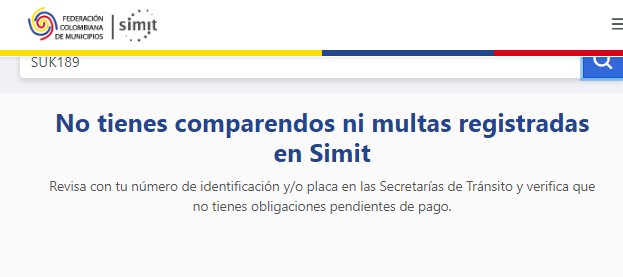 FEDERACIÓN
COLOMBIANA
DE MUNICIPIOS
simit
SUK189
No tienes comparendos ni multas registradas
en Simit
Revisa con tu número de identificación y/o placa en las Secretarías de Tránsito y verifica que
no tienes obligaciones pendientes de pago.